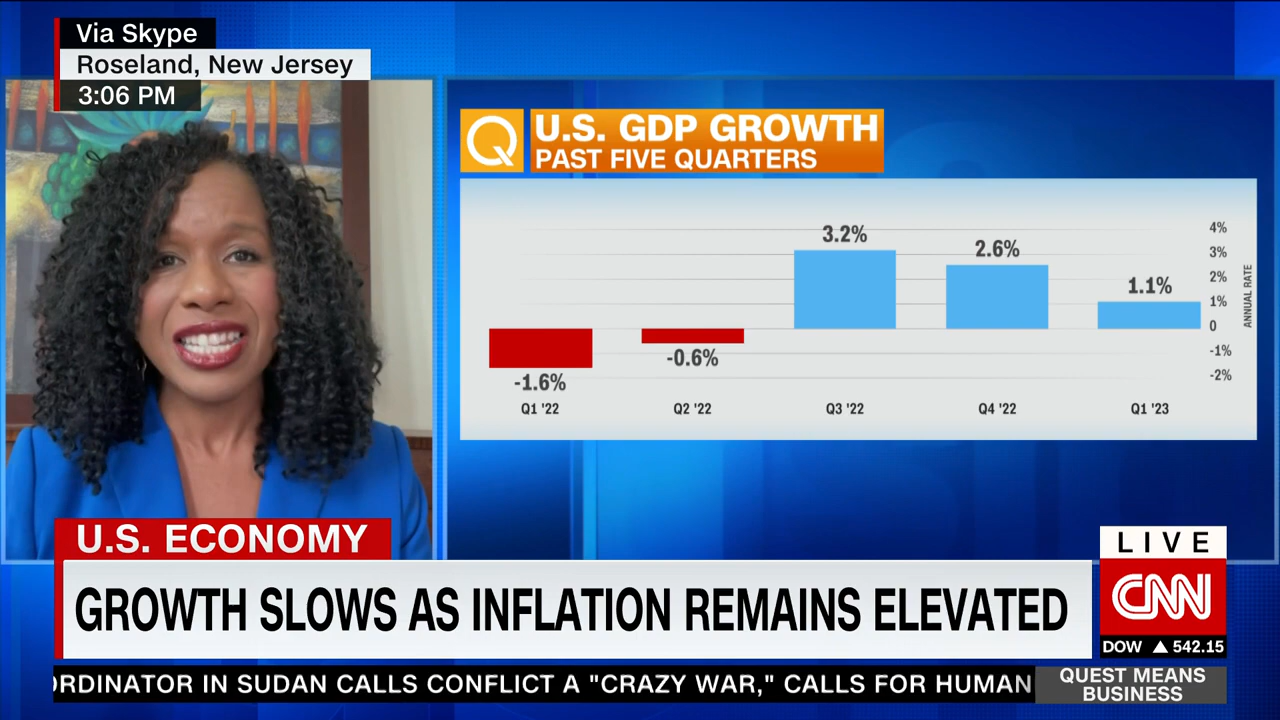 Via Skype
Roseland, New Jersey
3:06 PM
Q
U.S. GDP GROWTH
PAST FIVE QUARTERS
4%
3%
2%
1%
0
-1%
-2%
ANNUAL RATE
-1.6%
-0.6%
3.2%
2.6%
1.1%
Q1 '22
Q2 '22
Q3 '22
Q4 '22
Q1 '23
U.S. ECONOMY
GROWTH SLOWS AS INFLATION REMAINS ELEVATED
LIVE
CNN
DOW ▲ 542.15
IN SUDAN CALLS CONFLICT A "CRAZY WAR," CALLS FOR
QUEST MEANS
BUSINESS